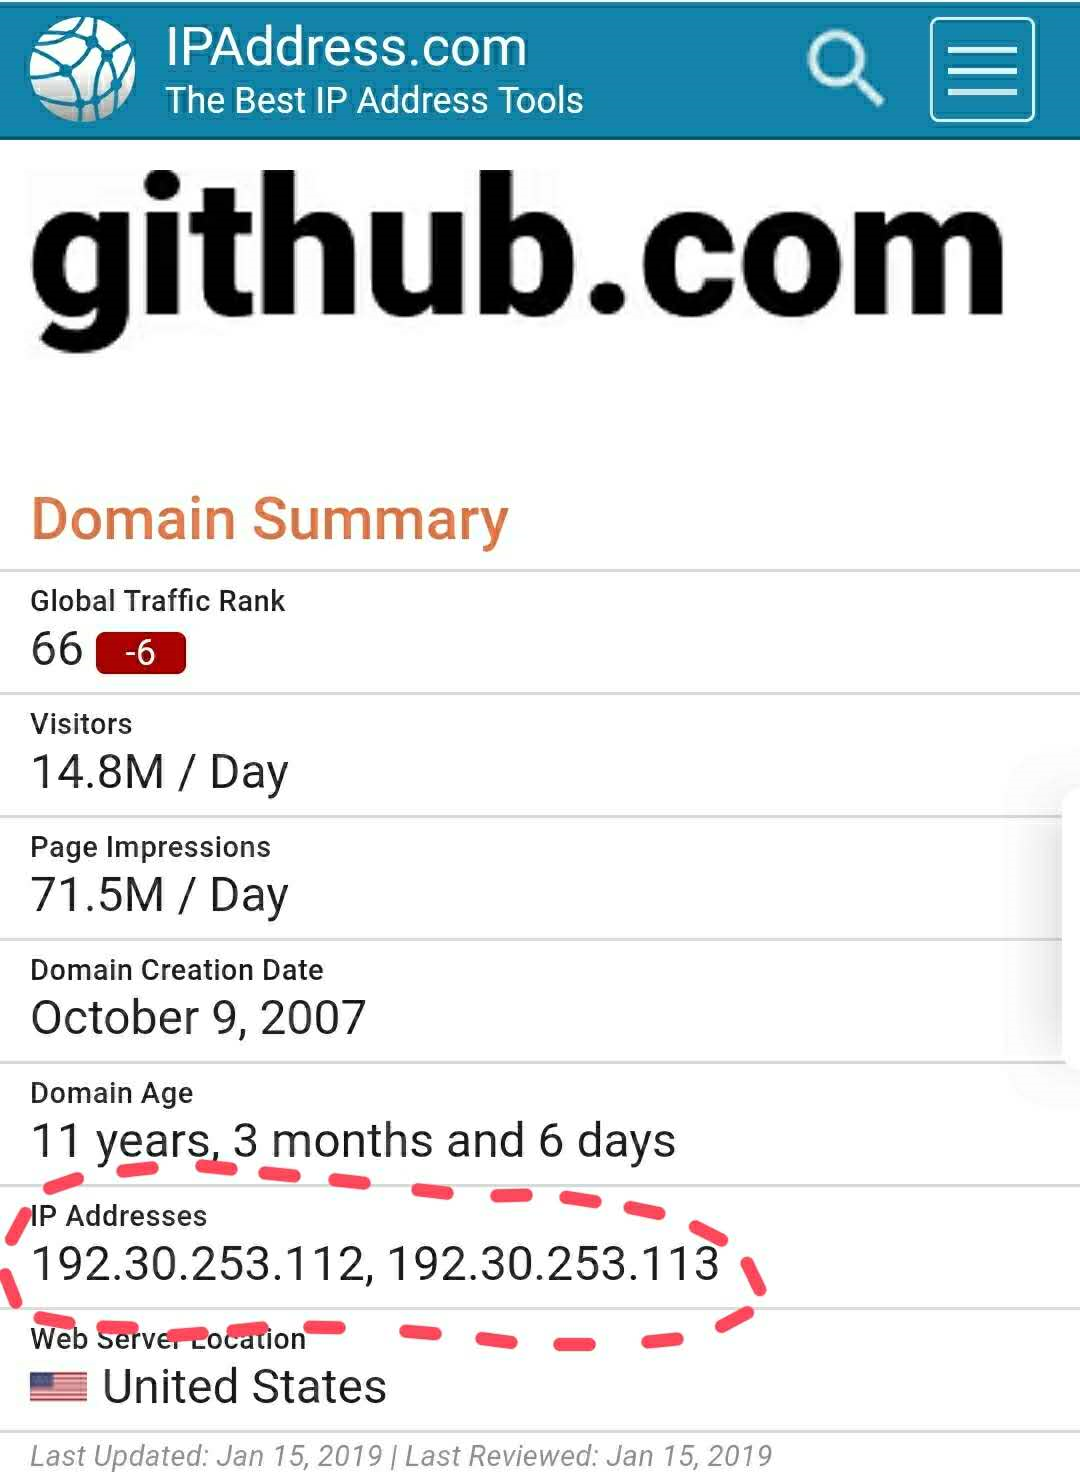 IPAddress.com
The Best IP Address Tools
github.com
Domain Summary
Global Traffic Rank
66 -6
Visitors
14.8M / Day
Page Impressions
71.5M / Day
Domain Creation Date
October 9, 2007
Domain Age
11 years, 3 months and 6 days
IP Addresses
192.30.253.112, 192.30.253.113
Web Server Location
United States
Last Updated: Jan 15, 2019 | Last Reviewed: Jan 15, 2019